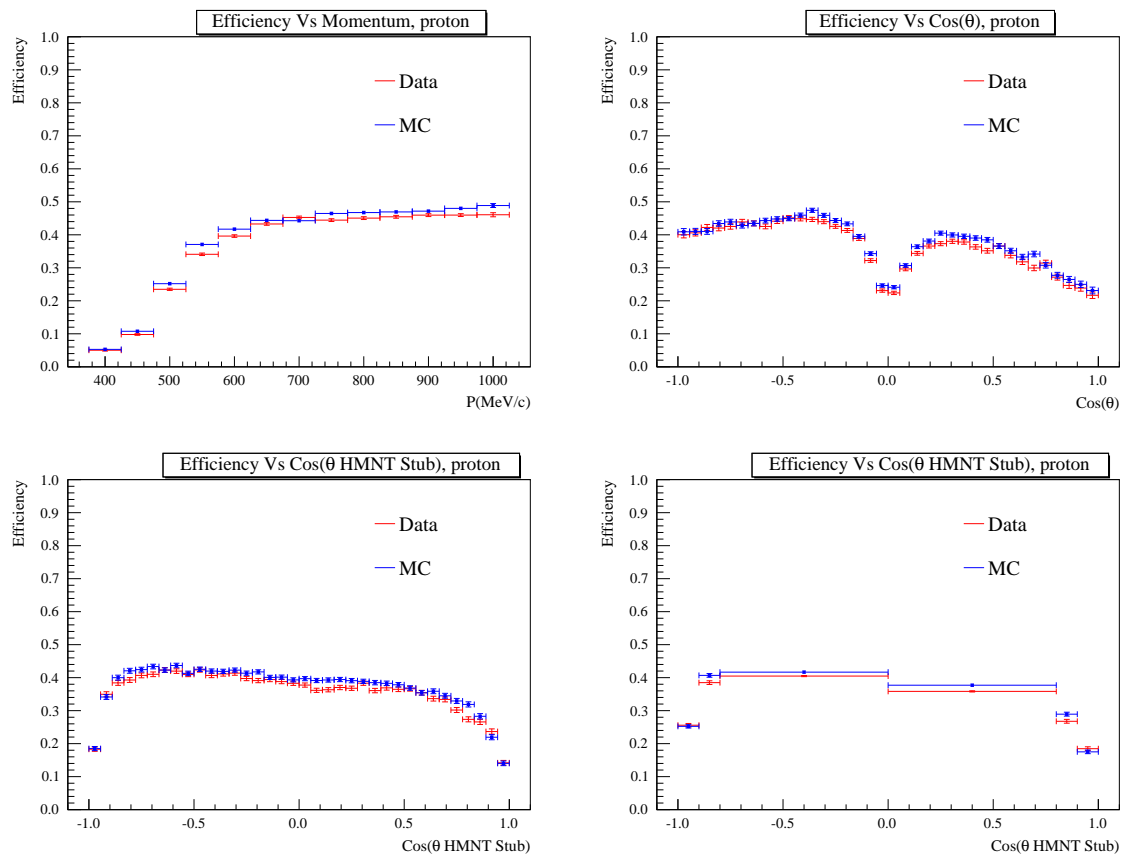 Efficiency Vs Momentum, proton
Efficiency
1.0
0.9
0.8
0.7
0.6
0.5
0.4
0.3
0.2
0.1
0.0
Data
MC
400 500 600 700 800 900 1000
P(MeV/c)
Efficiency Vs Cos(θ), proton
Efficiency
1.0
0.9
0.8
0.7
0.6
0.5
0.4
0.3
0.2
0.1
0.0
Data
MC
-1.0 -0.5 0.0 0.5 1.0
Cos(θ)
Efficiency Vs Cos(θ HMNT Stub), proton
Efficiency
1.0
0.9
0.8
0.7
0.6
0.5
0.4
0.3
0.2
0.1
0.0
Data
MC
-1.0 -0.5 0.0 0.5 1.0
Cos(θ HMNT Stub)
Efficiency Vs Cos(θ HMNT Stub), proton
Efficiency
1.0
0.9
0.8
0.7
0.6
0.5
0.4
0.3
0.2
0.1
0.0
Data
MC
-1.0 -0.5 0.0 0.5 1.0
Cos(θ HMNT Stub)